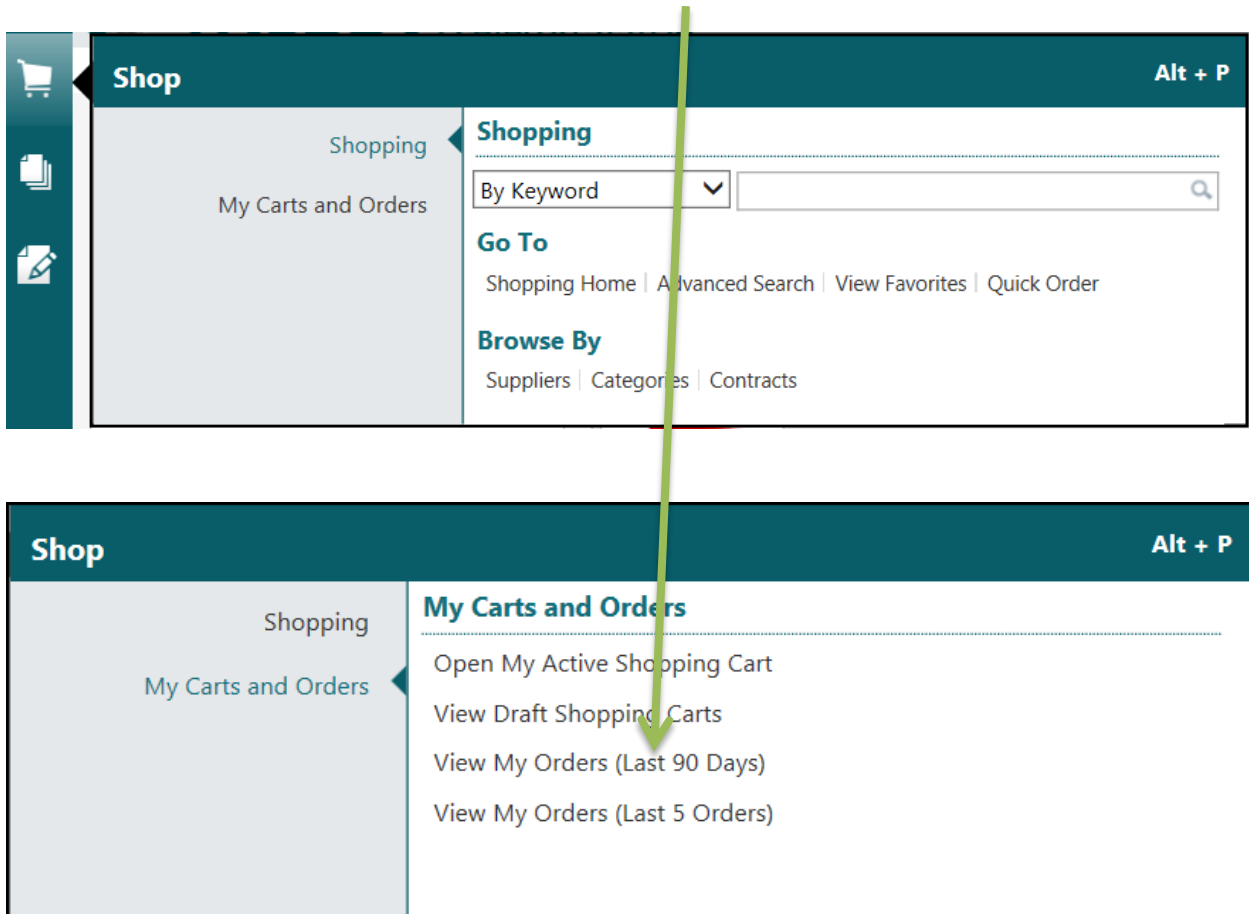 Shop Alt + P
Shopping
My Carts and Orders
Shopping
By Keyword
Go To
Shopping Home | Advanced Search | View Favorites | Quick Order
Browse By
Suppliers | Categories | Contracts
Shop Alt + P
Shopping
My Carts and Orders
My Carts and Orders
Open My Active Shopping Cart
View Draft Shopping Carts
View My Orders (Last 90 Days)
View My Orders (Last 5 Orders)